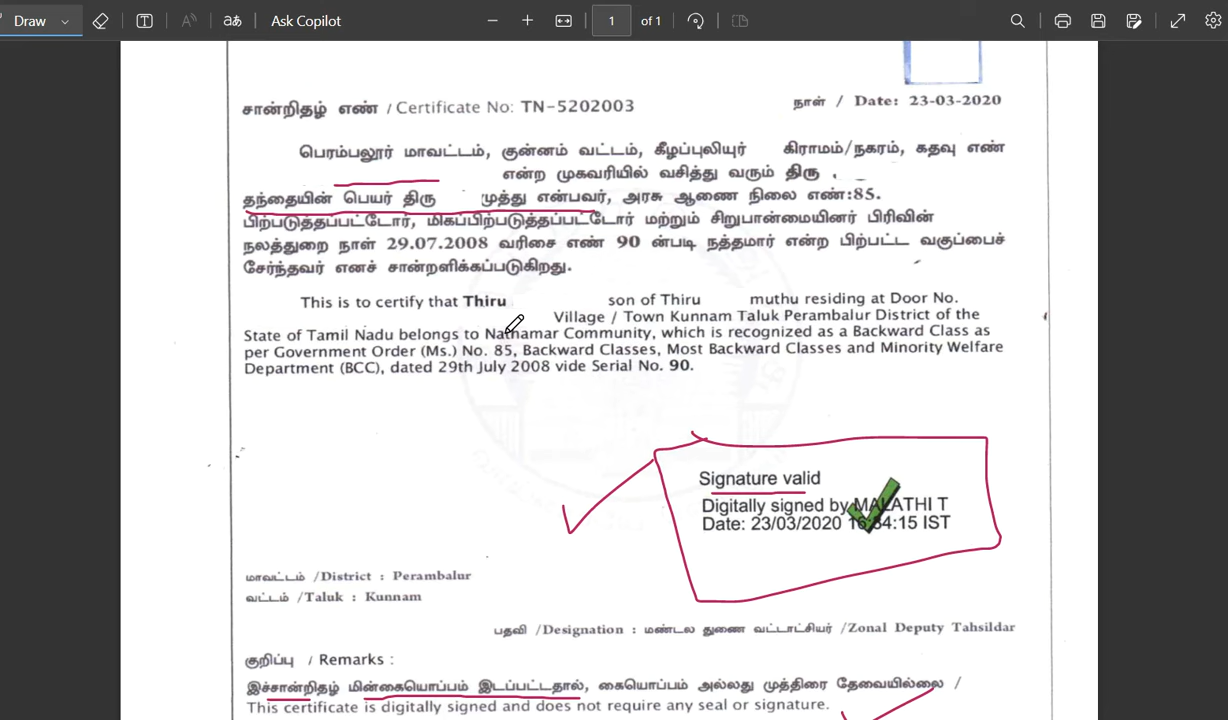 Draw
Ask Copilot
1 of 1
சான்றிதழ் எண் / Certificate No: TN-5202003 நாள் / Date: 23-03-2020
பெரம்பலூர் மாவட்டம், குன்னம் வட்டம், கீழப்புலியுர் கிராமம்/நகரம், கதவு எண்
என்ற முகவரியில் வசித்து வரும் திரு
தந்தையின் பெயர் திரு முத்து என்பவர், அரசு ஆணை நிலை எண்:85.
பிற்படுத்தப்பட்டோர், மிகப்பிற்படுத்தப்பட்டோர் மற்றும் சிறுபான்மையினர் பிரிவின்
நலத்துறை நாள் 29.07.2008 வரிசை எண் 90 ன்படி நத்தமார் என்ற பிற்பட்ட வகுப்பைச்
சேர்ந்தவர் எனச் சான்றளிக்கப்படுகிறது.
This is to certify that Thiru son of Thiru muthu residing at Door No.
Village / Town Kunnam Taluk Perambalur District of the
State of Tamil Nadu belongs to Nathamar Community, which is recognized as a Backward Class as
per Government Order (Ms.) No. 85, Backward Classes, Most Backward Classes and Minority Welfare
Department (BCC), dated 29th July 2008 vide Serial No. 90.
Signature valid
Digitally signed by MALATHI T
Date: 23/03/2020 16:54:15 IST
மாவட்டம் /District : Perambalur
வட்டம் /Taluk : Kunnam
பதவி /Designation : மண்டல துணை வட்டாட்சியர் /Zonal Deputy Tahsildar
குறிப்பு / Remarks :
இச்சான்றிதழ் மின்கையொப்பம் இடப்பட்டதால், கையொப்பம் அல்லது முத்திரை தேவையில்லை /
This certificate is digitally signed and does not require any seal or signature.